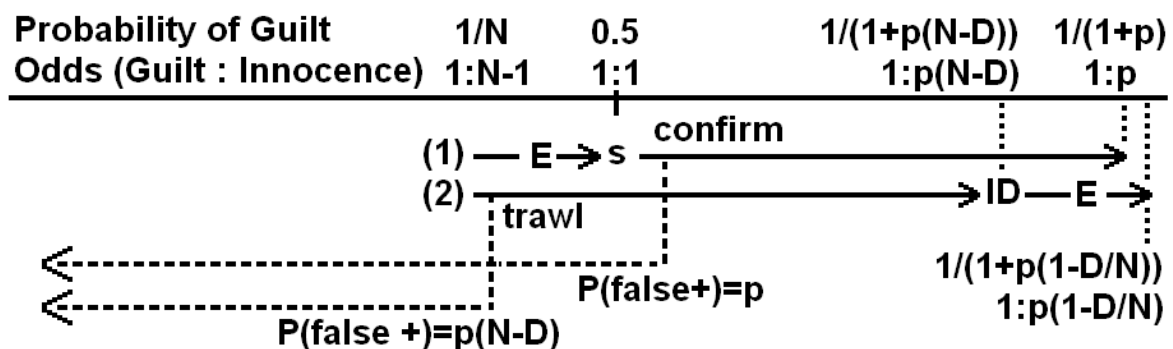 Probability of Guilt 1/N 0.5 1/(1+p(N-D)) 1/(1+p)
Odds (Guilt : Innocence) 1:N-1 1:1 1:p(N-D) 1:p
confirm
(1) E s
(2) ID E
trawl
1/(1+p(1-D/N))
P(false+)=p
1:p(1-D/N)
P(false +)=p(N-D)